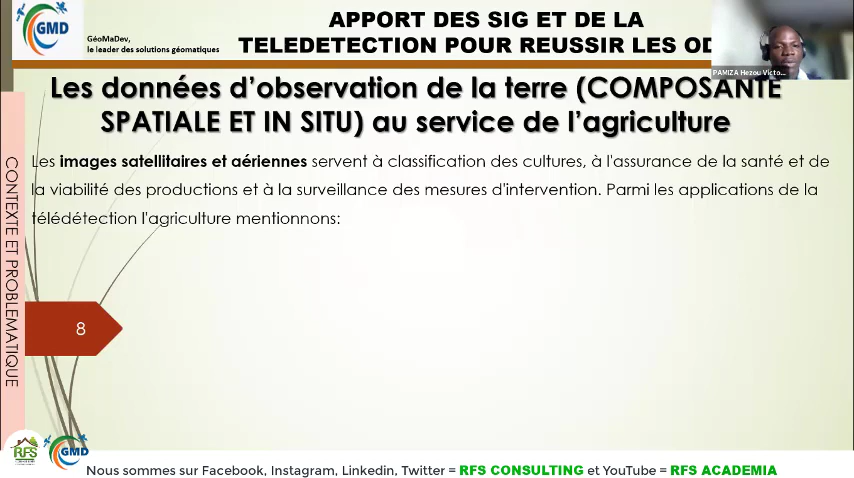 GMD
GéoMaDev,
le leader des solutions géomatiques
APPORT DES SIG ET DE LA
TELEDETECTION POUR REUSSIR LES OD
PAMIZA Hezou Victo...
Les données d'observation de la terre (COMPOSANTE
SPATIALE ET IN SITU) au service de l'agriculture
Les images satellitaires et aériennes servent à classification des cultures, à l'assurance de la santé et de
la viabilité des productions et à la surveillance des mesures d'intervention. Parmi les applications de la
télédétection l'agriculture mentionnons:
CONTEXTE ET PROBLEMATIQUE
8
RFS
GMD
Nous sommes sur Facebook, Instagram, Linkedin, Twitter = RFS CONSULTING et YouTube = RFS ACADEMIA